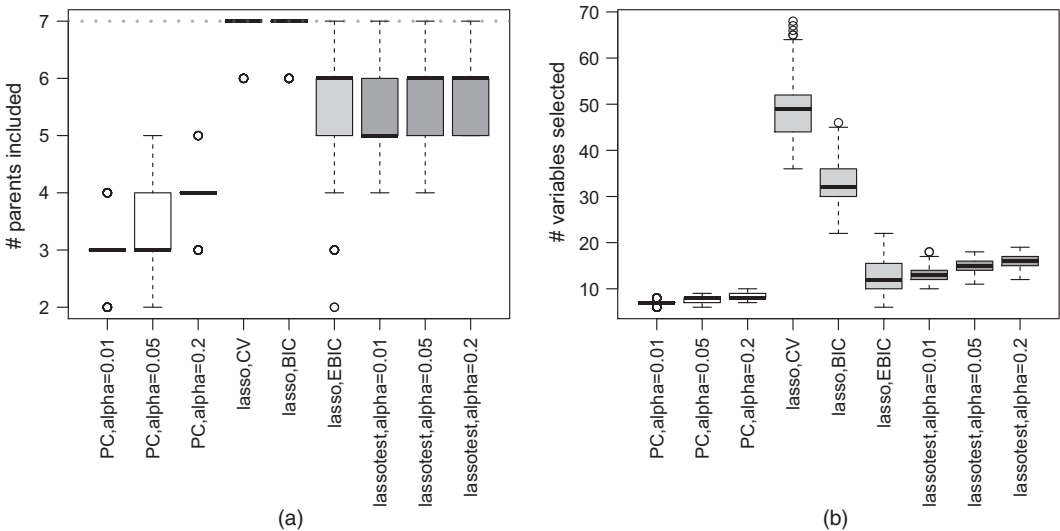 # parents included
7
6
5
4
3
2
PC,alpha=0.01
PC,alpha=0.05
PC,alpha=0.2
lasso,CV
lasso,BIC
lasso,EBIC
lassotest,alpha=0.01
lassotest,alpha=0.05
lassotest,alpha=0.2
(a)
# variables selected
70
60
50
40
30
20
10
PC,alpha=0.01
PC,alpha=0.05
PC,alpha=0.2
lasso,CV
lasso,BIC
lasso,EBIC
lassotest,alpha=0.01
lassotest,alpha=0.05
lassotest,alpha=0.2
(b)